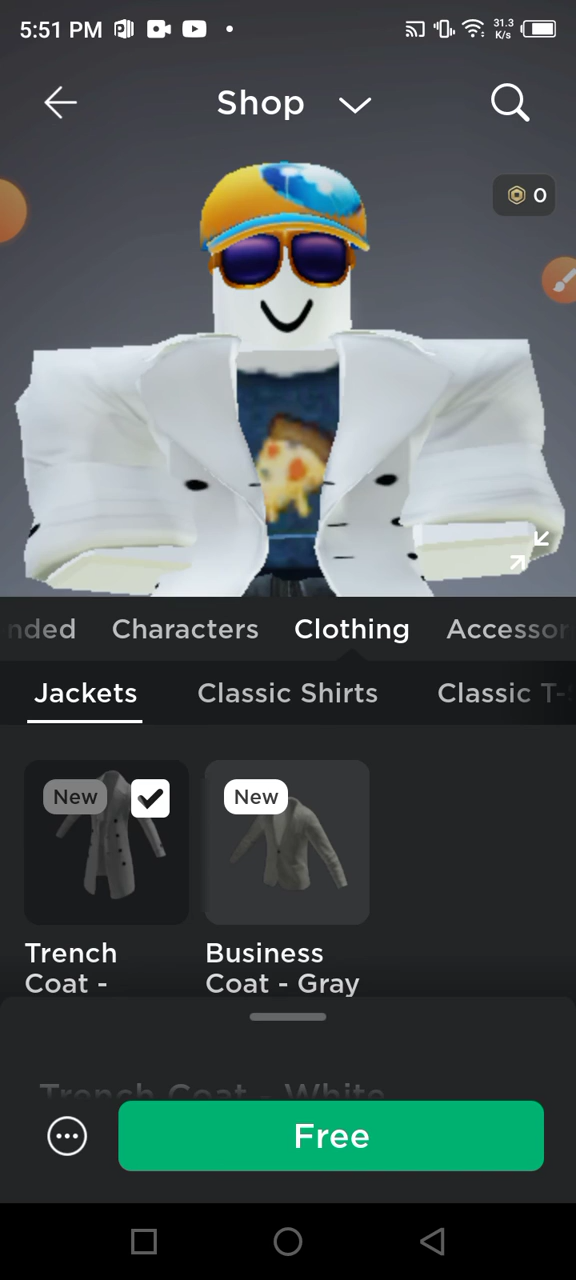 5:51 PM
31.3
K/s
Shop
0
nded Characters Clothing Accessor
Jackets Classic Shirts Classic T-
New
New
Trench
Coat -
Business
Coat - Gray
Trench Coat - White
Free